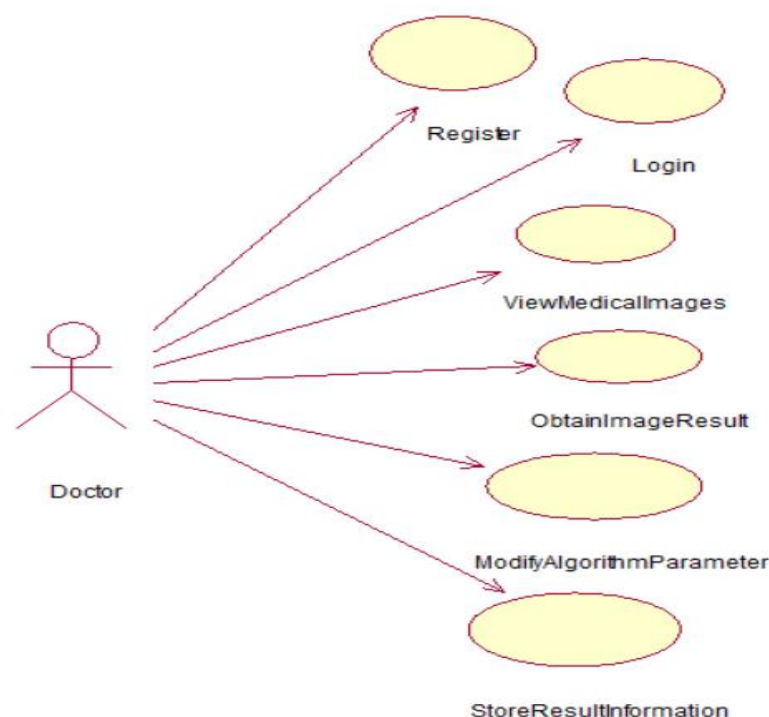 Register
Login
ViewMedicalImages
ObtainImageResult
Doctor
ModifyAlgorithmParameter
StoreResultInformation